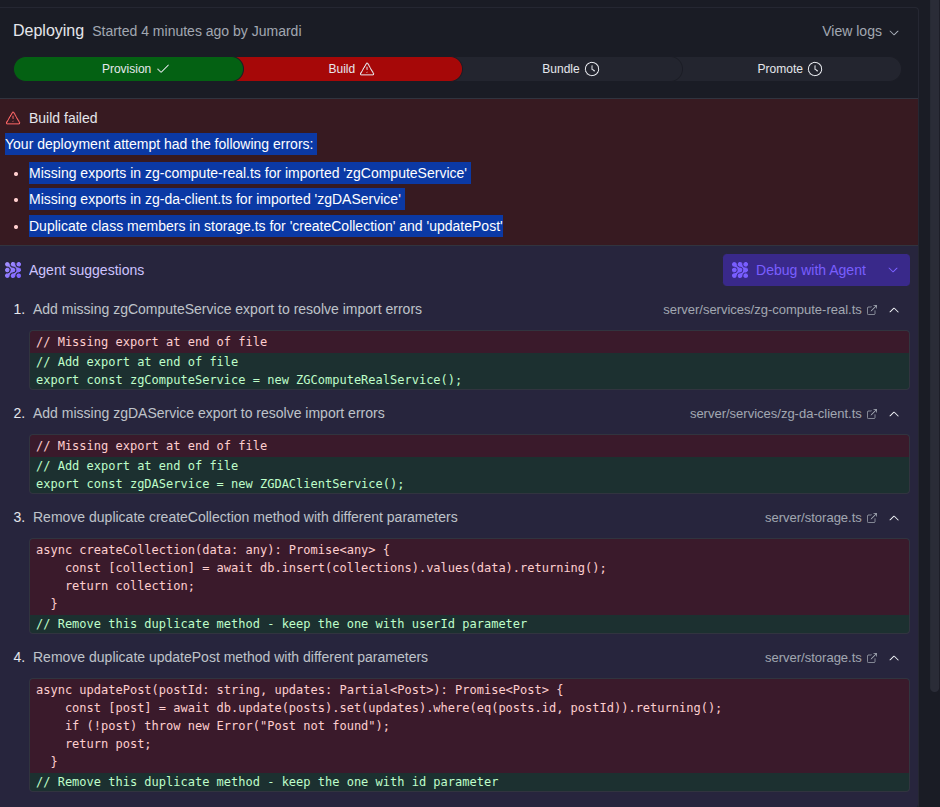 Deploying Started 4 minutes ago by Jumardi View logs
Provision Build Bundle Promote
Build failed
Your deployment attempt had the following errors:
• Missing exports in zg-compute-real.ts for imported 'zgComputeService'
• Missing exports in zg-da-client.ts for imported 'zgDAService'
• Duplicate class members in storage.ts for 'createCollection' and 'updatePost'
Agent suggestions Debug with Agent
1. Add missing zgComputeService export to resolve import errors server/services/zg-compute-real.ts
// Missing export at end of file
// Add export at end of file
export const zgComputeService = new ZGComputeRealService();
2. Add missing zgDAService export to resolve import errors server/services/zg-da-client.ts
// Missing export at end of file
// Add export at end of file
export const zgDAService = new ZGDAClientService();
3. Remove duplicate createCollection method with different parameters server/storage.ts
async createCollection(data: any): Promise<any> {
    const [collection] = await db.insert(collections).values(data).returning();
    return collection;
  }
// Remove this duplicate method - keep the one with userId parameter
4. Remove duplicate updatePost method with different parameters server/storage.ts
async updatePost(postId: string, updates: Partial<Post>): Promise<Post> {
    const [post] = await db.update(posts).set(updates).where(eq(posts.id, postId)).returning();
    if (!post) throw new Error("Post not found");
    return post;
  }
// Remove this duplicate method - keep the one with id parameter